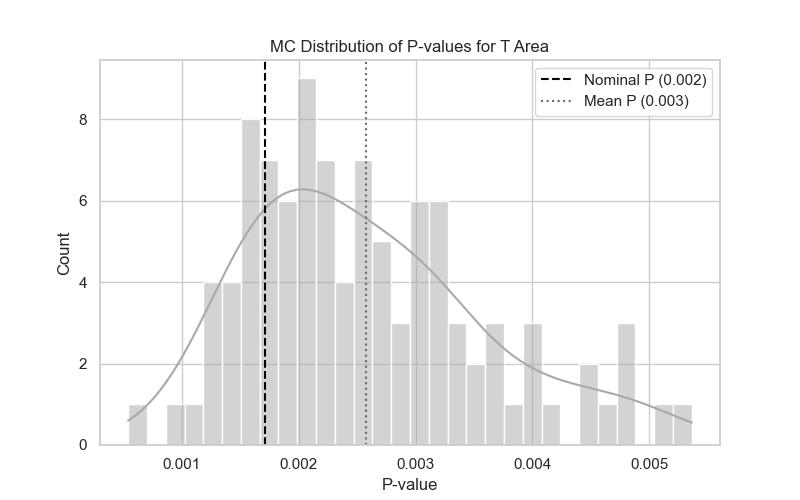 MC Distribution of P-values for T Area
Nominal P (0.002)
Mean P (0.003)
8
6
4
2
0
Count
0.001 0.002 0.003 0.004 0.005
P-value